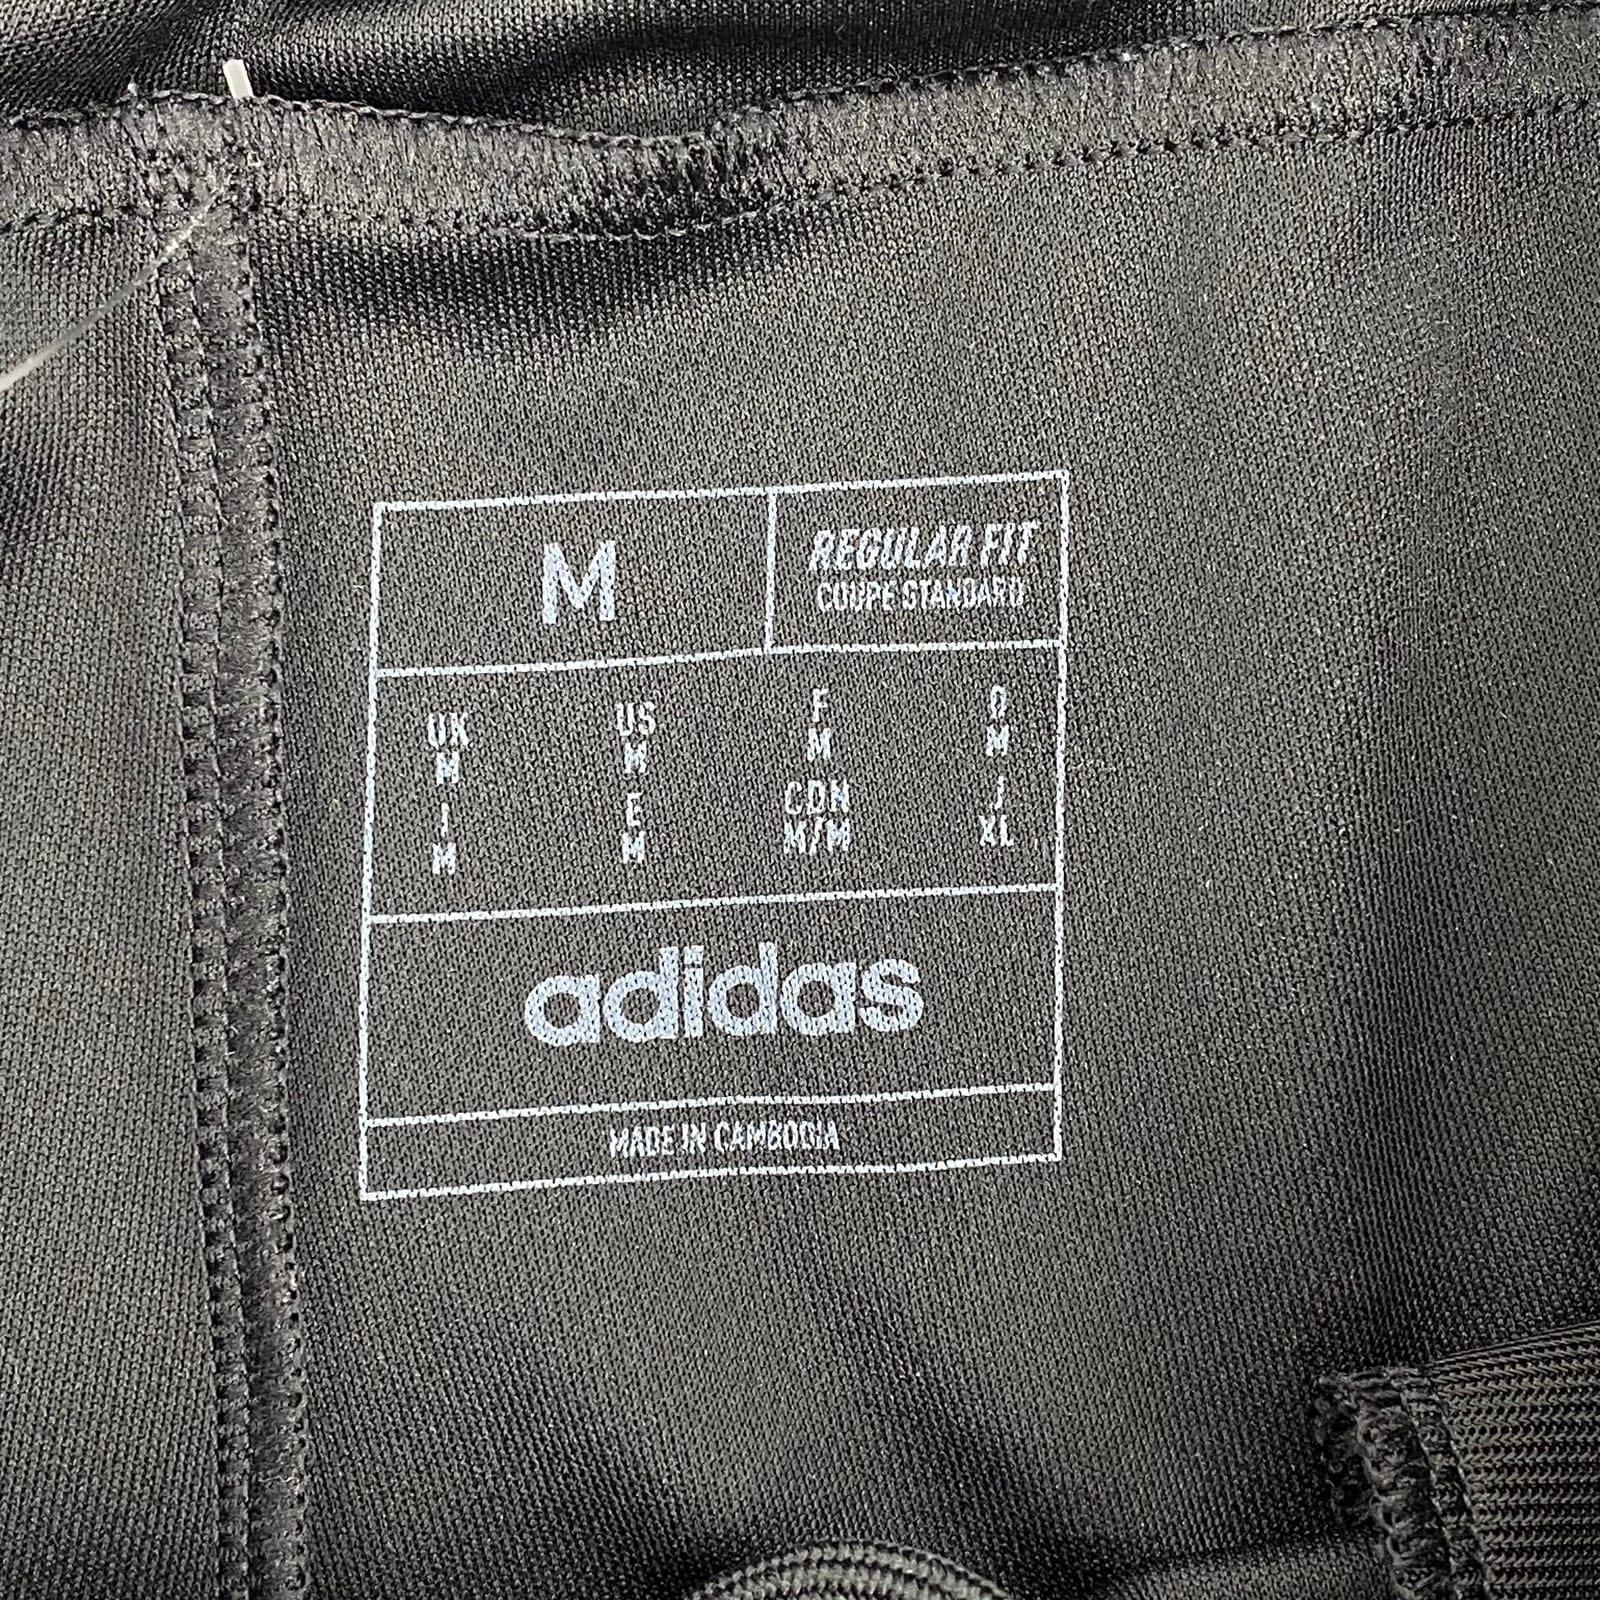 M
REGULAR FIT
COUPE STANDARD
UK US F D
M M M M
I E CDN J
M M M/M XL
adidas
MADE IN CAMBODIA